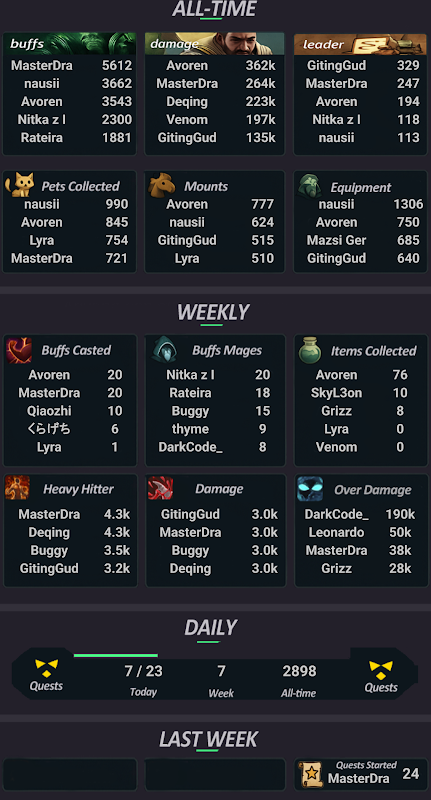 ALL-TIME
buffs damage leader
MasterDra 5612 Avoren 362k GitingGud 329
nausii 3662 MasterDra 264k MasterDra 247
Avoren 3543 Deqing 223k Avoren 194
Nitka z l 2300 Venom 197k Nitka z l 118
Rateira 1881 GitingGud 135k nausii 113
Pets Collected Mounts Equipment
nausii 990 Avoren 777 nausii 1306
Avoren 845 nausii 624 Avoren 750
Lyra 754 GitingGud 515 Mazsi Ger 685
MasterDra 721 Lyra 510 GitingGud 640
WEEKLY
Buffs Casted Buffs Mages Items Collected
Avoren 20 Nitka z l 20 Avoren 76
MasterDra 20 Rateira 18 SkyL3on 10
Qiaozhi 10 Buggy 15 Grizz 8
くらげち 6 thyme 9 Lyra 0
Lyra 1 DarkCode_ 8 Venom 0
Heavy Hitter Damage Over Damage
MasterDra 4.3k GitingGud 3.0k DarkCode_ 190k
Deqing 4.3k MasterDra 3.0k Leonardo 50k
Buggy 3.5k Buggy 3.0k MasterDra 38k
GitingGud 3.2k Deqing 3.0k Grizz 28k
DAILY
7 / 23 7 2898
Quests Today Week All-time Quests
LAST WEEK
Quests Started
MasterDra 24